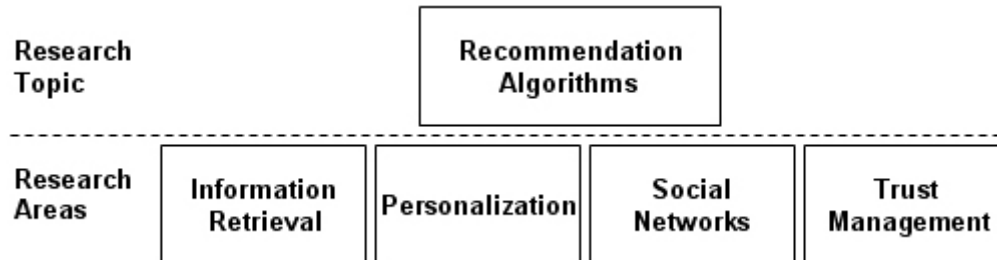 Research
Topic
Recommendation
Algorithms
Research
Areas
Information
Retrieval
Personalization
Social
Networks
Trust
Management